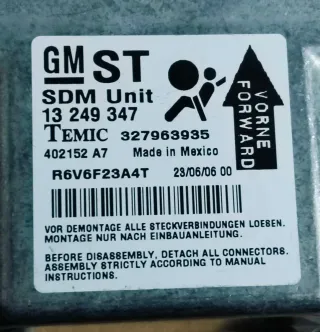 GM ST
SDM Unit
13 249 347
TEMIC 327963935
402152 A7 Made in Mexico
VORNE
FORWARD
R6V6F23A4T 23/06/06 00
VOR DEMONTAGE ALLE STECKVERBINDUNGEN LOESEN.
MONTAGE NUR NACH EINBAUANLEITUNG.
BEFORE DISASSEMBLY, DETACH ALL CONNECTORS.
ASSEMBLY STRICTLY ACCORDING TO MANUAL
INSTRUCTIONS.